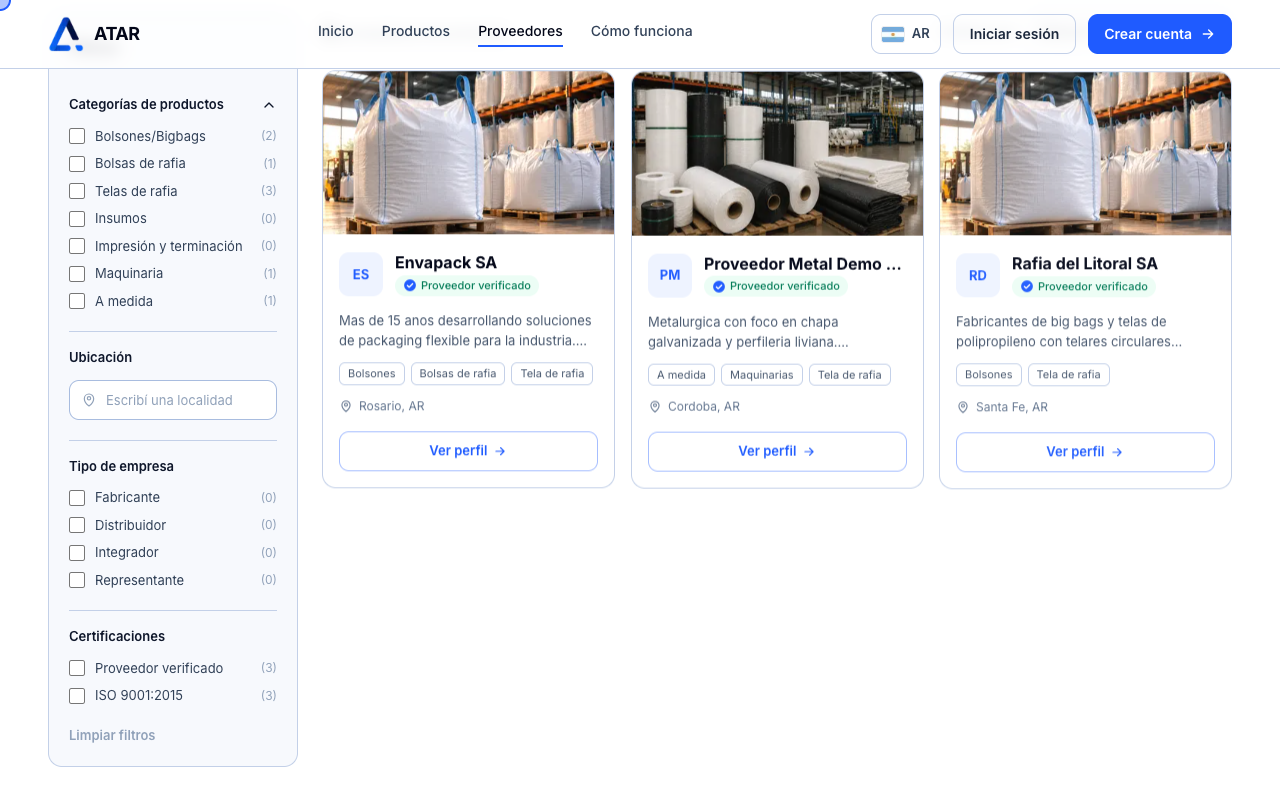 ATAR
Inicio
Productos
Proveedores
Cómo funciona
AR
Iniciar sesión
Crear cuenta →
Categorías de productos
Bolsones/Bigbags (2)
Bolsas de rafia (1)
Telas de rafia (3)
Insumos (0)
Impresión y terminación (0)
Maquinaria (1)
A medida (1)
Ubicación
Escribí una localidad
Tipo de empresa
Fabricante (0)
Distribuidor (0)
Integrador (0)
Representante (0)
Certificaciones
Proveedor verificado (3)
ISO 9001:2015 (3)
Limpiar filtros
ES
Envapack SA
Proveedor verificado
Mas de 15 anos desarrollando soluciones
de packaging flexible para la industria....
Bolsones
Bolsas de rafia
Tela de rafia
Rosario, AR
Ver perfil →
PM
Proveedor Metal Demo ...
Proveedor verificado
Metalurgica con foco en chapa
galvanizada y perfileria liviana....
A medida
Maquinarias
Tela de rafia
Cordoba, AR
Ver perfil →
RD
Rafia del Litoral SA
Proveedor verificado
Fabricantes de big bags y telas de
polipropileno con telares circulares...
Bolsones
Tela de rafia
Santa Fe, AR
Ver perfil →